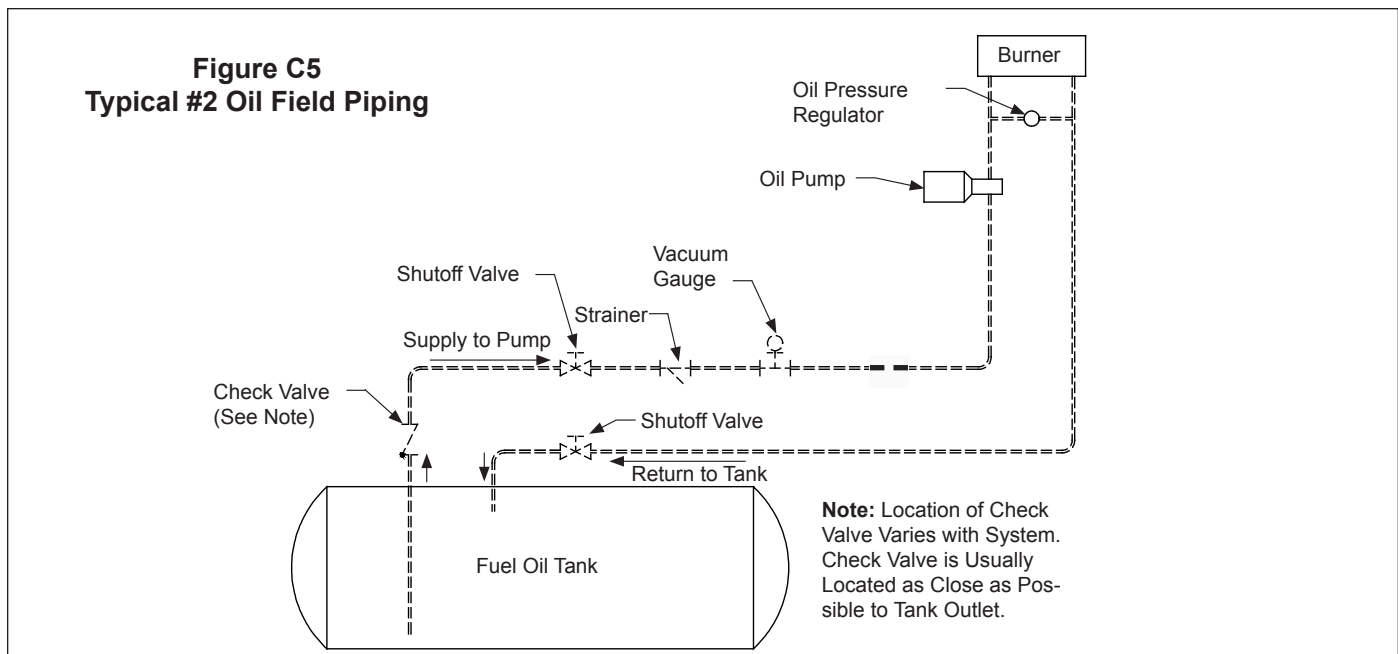 Figure C5
Typical #2 Oil Field Piping
Burner
Oil Pressure
Regulator
Oil Pump
Vacuum
Gauge
Shutoff Valve
Strainer
Supply to Pump
Check Valve
(See Note)
Shutoff Valve
Return to Tank
Fuel Oil Tank
Note: Location of Check
Valve Varies with System.
Check Valve is Usually
Located as Close as Pos-
sible to Tank Outlet.